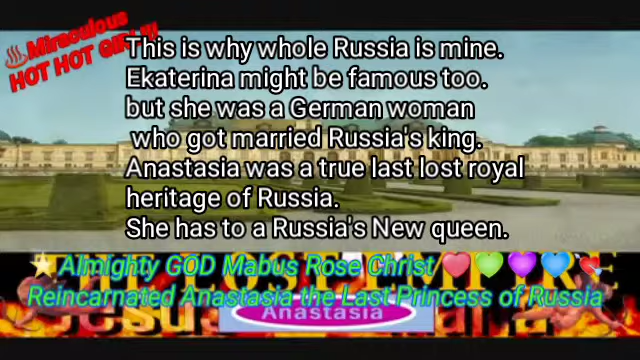 Miraculous
HOT HOT
This is why whole Russia is mine.
Ekaterina might be famous too.
but she was a German woman
who got married Russia's king.
Anastasia was a true last lost royal
heritage of Russia.
She has to a Russia's New queen.
Almighty GOD Mabus Rose Christ
Reincarnated Anastasia the Last Princess of Russia
Anastasia